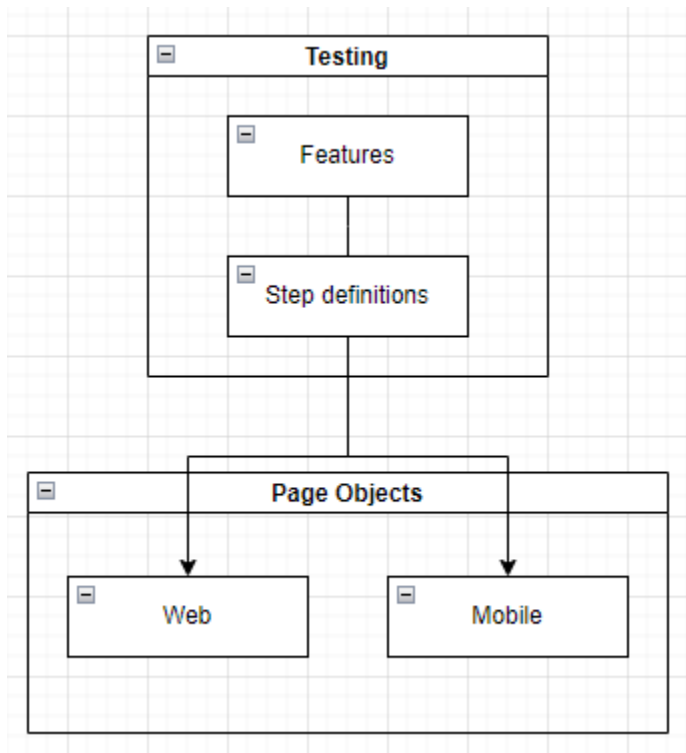 Testing
Features
Step definitions
Page Objects
Web
Mobile